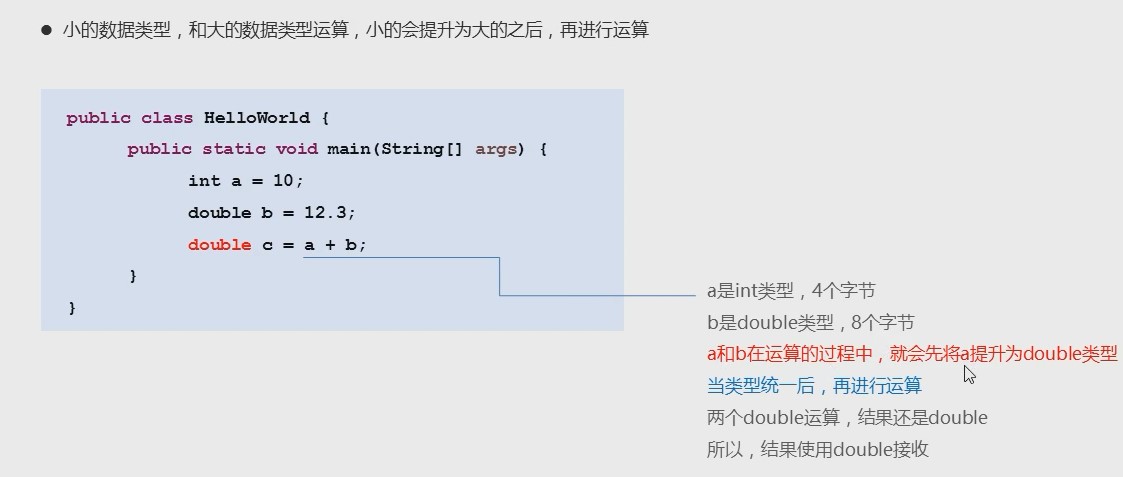 ● 小的数据类型，和大的数据类型运算，小的会提升为大的之后，再进行运算
public class HelloWorld {
public static void main(String[] args) {
int a = 10;
double b = 12.3;
double c = a + b;
}
}
a是int类型，4个字节
b是double类型，8个字节
a和b在运算的过程中，就会先将a提升为double类型
当类型统一后，再进行运算
两个double运算，结果还是double
所以，结果使用double接收